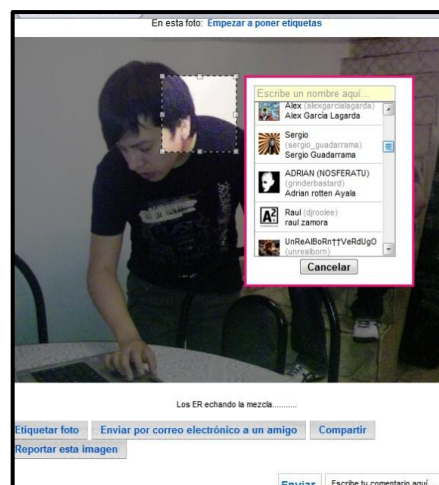 En esta foto: Empezar a poner etiquetas
Escribe un nombre aquí...
Alex (alexgarcialagarda)
Alex García Lagarda
Sergio
(sergio_guadarrama)
Sergio Guadarrama
ADRIAN (NOSFERATU)
(grinderbastard)
Adrian rotten Ayala
Raul (djroolee)
raul zamora
UnReAlBoRn††VeRdUgO
(unrealborn)
Cancelar
Los ER echando la mezcla...........
Etiquetar foto Enviar por correo electrónico a un amigo Compartir
Reportar esta imagen
Enviar Escribe tu comentario aquí...